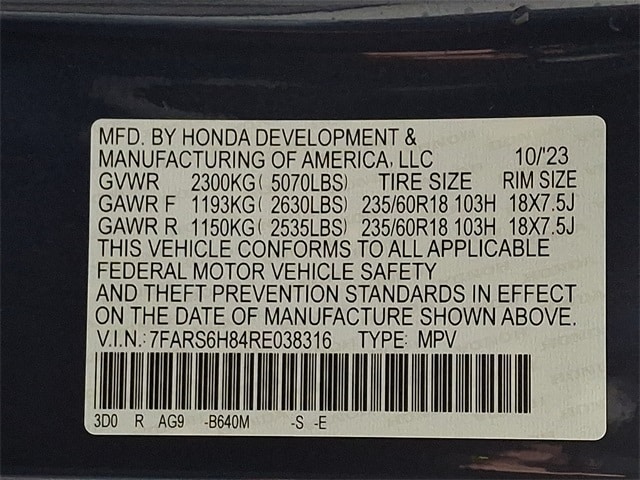 MFD. BY HONDA DEVELOPMENT &
MANUFACTURING OF AMERICA, LLC 10/'23
GVWR 2300KG( 5070LBS) TIRE SIZE RIM SIZE
GAWR F 1193KG( 2630LBS) 235/60R18 103H 18X7.5J
GAWR R 1150KG( 2535LBS) 235/60R18 103H 18X7.5J
THIS VEHICLE CONFORMS TO ALL APPLICABLE
FEDERAL MOTOR VEHICLE SAFETY
AND THEFT PREVENTION STANDARDS IN EFFECT
ON THE DATE OF MANUFACTURE SHOWN ABOVE.
V.I.N.: 7FARS6H84RE038316 TYPE: MPV
3D0 R AG9 -B640M -S -E